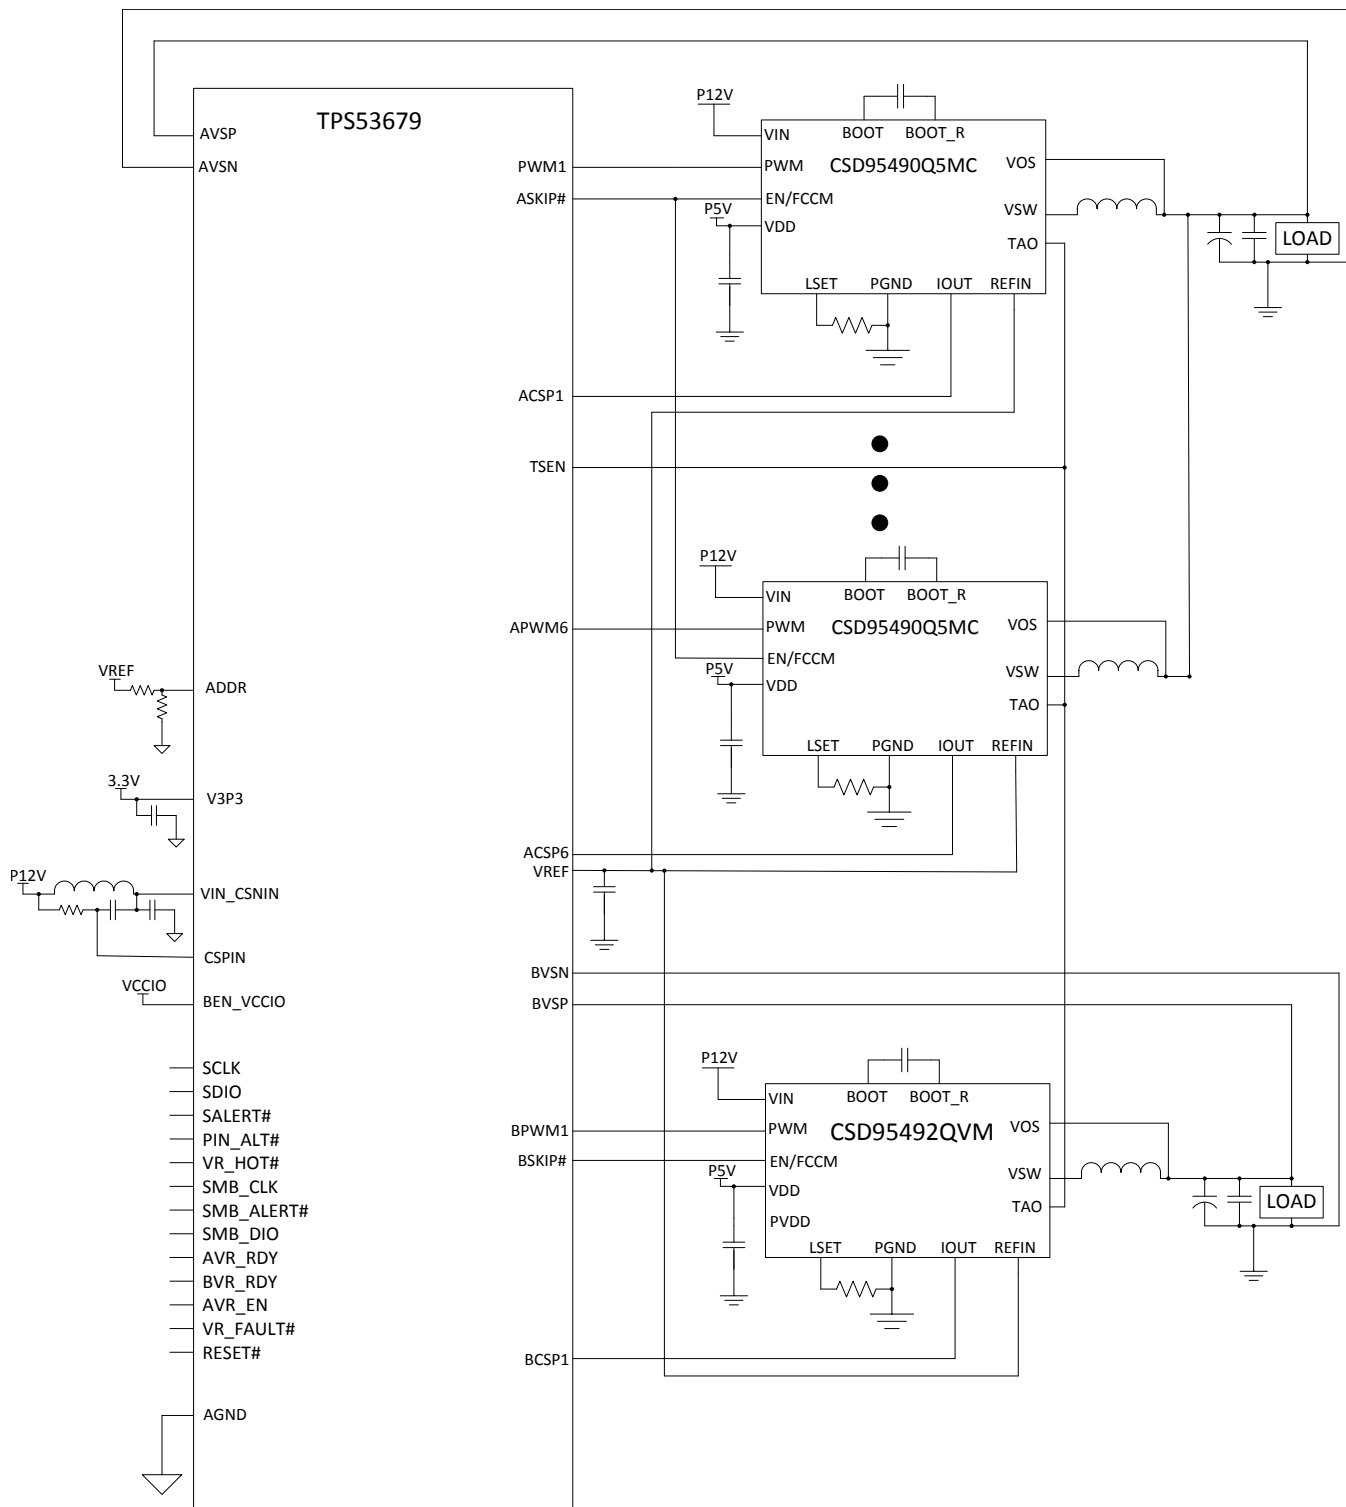 TPS53679
AVSP
AVSN
PWM1
ASKIP#
ACSP1
TSEN
APWM6
ACSP6
VREF
BVSN
BVSP
BPWM1
BSKIP#
BCSP1
VREF
ADDR
3.3V
V3P3
P12V
VIN_CSNIN
CSPIN
VCCIO
BEN_VCCIO
SCLK
SDIO
SALERT#
PIN_ALT#
VR_HOT#
SMB_CLK
SMB_ALERT#
SMB_DIO
AVR_RDY
BVR_RDY
AVR_EN
VR_FAULT#
RESET#
AGND
P12V
VIN
BOOT
BOOT_R
PWM
CSD95490Q5MC
VOS
EN/FCCM
P5V
VDD
VSW
TAO
LSET
PGND
IOUT
REFIN
LOAD
P12V
VIN
BOOT
BOOT_R
PWM
CSD95490Q5MC
VOS
EN/FCCM
P5V
VDD
VSW
TAO
LSET
PGND
IOUT
REFIN
P12V
VIN
BOOT
BOOT_R
PWM
CSD95492QVM
VOS
EN/FCCM
P5V
VDD
PVDD
VSW
TAO
LSET
PGND
IOUT
REFIN
LOAD